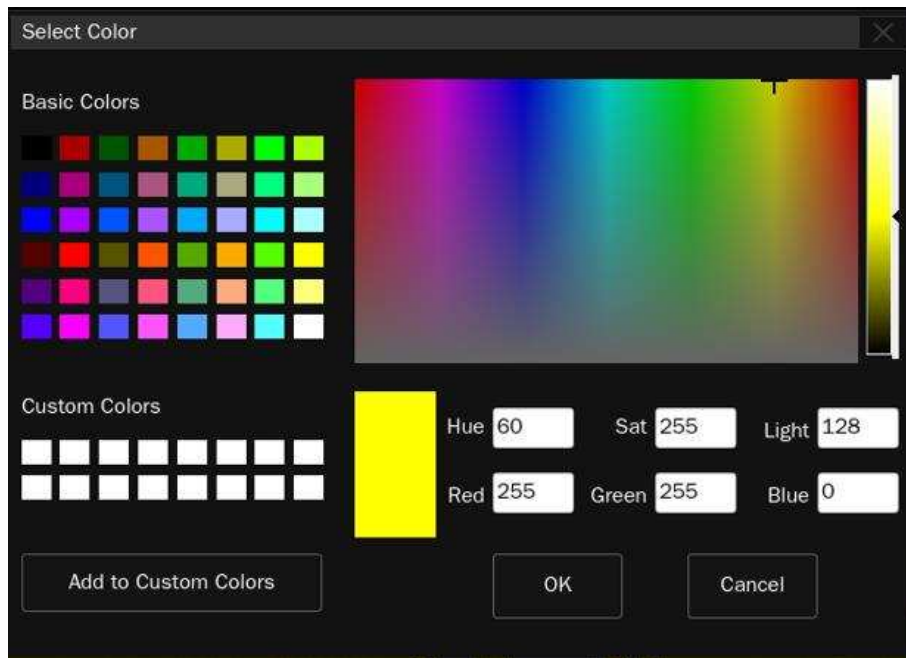 Select Color
Basic Colors
Custom Colors
Hue 60 Sat 255 Light 128
Red 255 Green 255 Blue 0
Add to Custom Colors OK Cancel